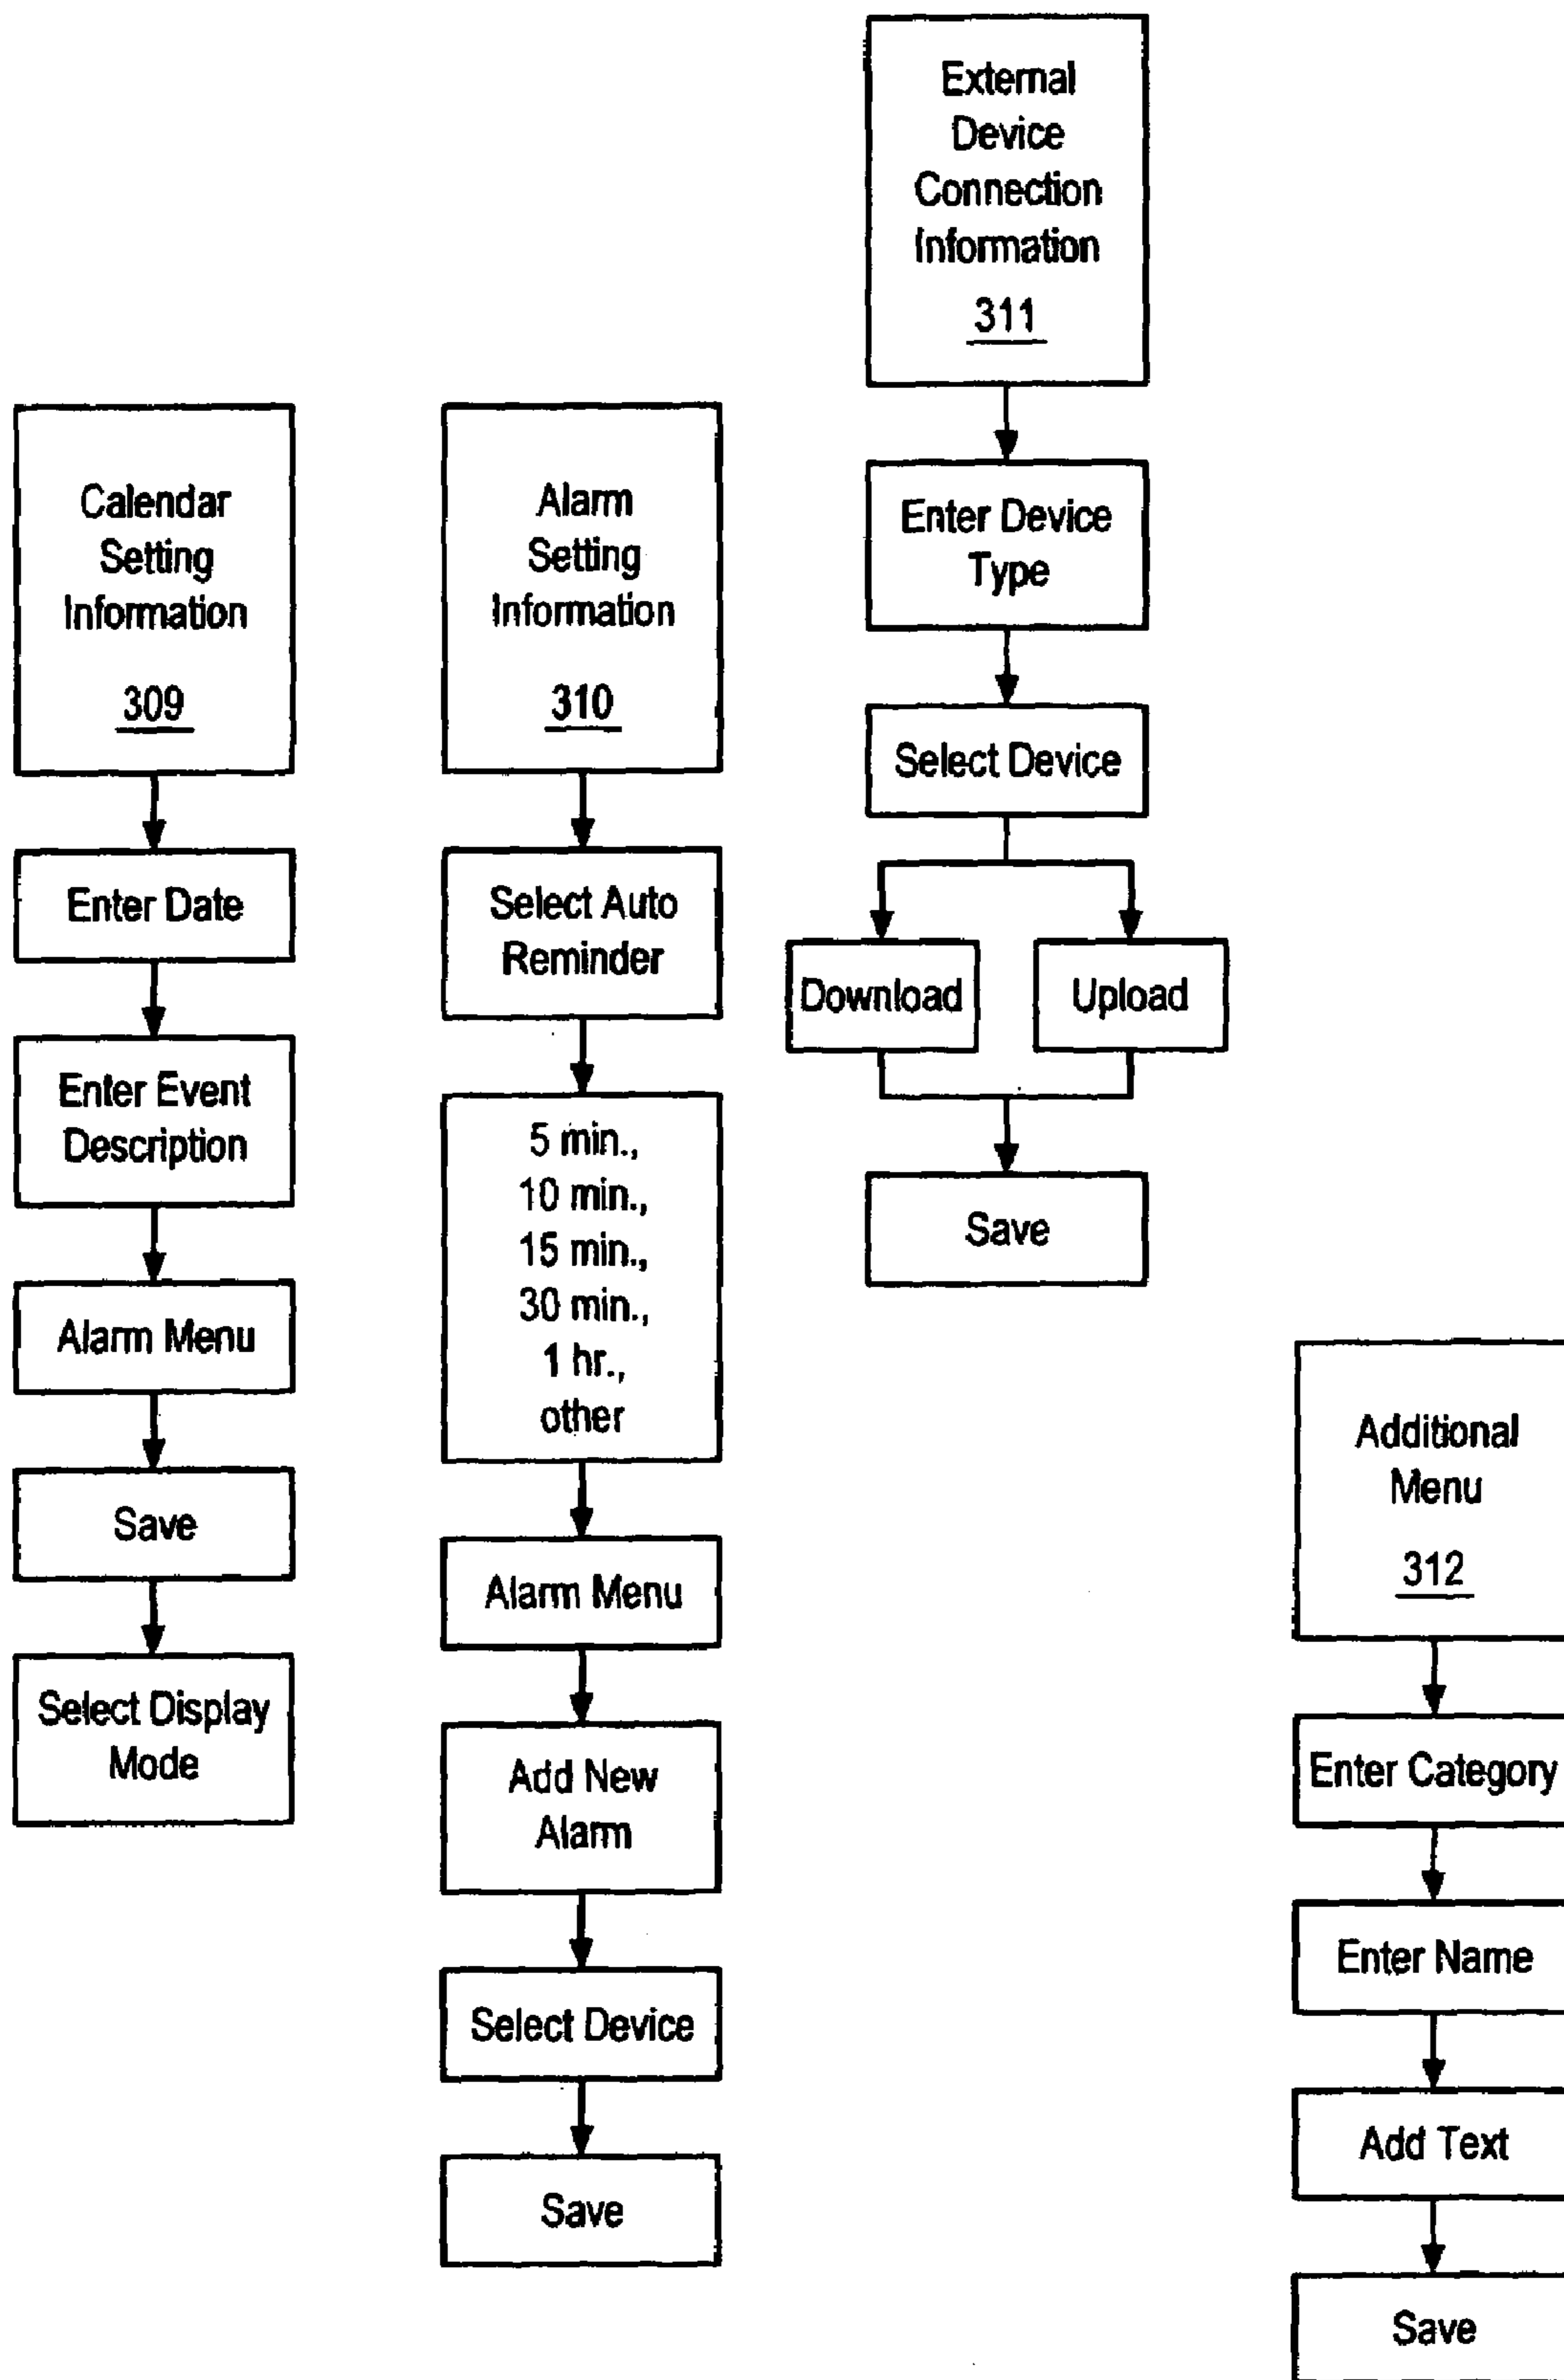 Calendar
Setting
Information
309
Enter Date
Enter Event
Description
Alarm Menu
Save
Select Display
Mode
Alarm
Setting
Information
310
Select Auto
Reminder
5 min.,
10 min.,
15 min.,
30 min.,
1 hr.,
other
Alarm Menu
Add New
Alarm
Select Device
Save
External
Device
Connection
Information
311
Enter Device
Type
Select Device
Download
Upload
Save
Additional
Menu
312
Enter Category
Enter Name
Add Text
Save